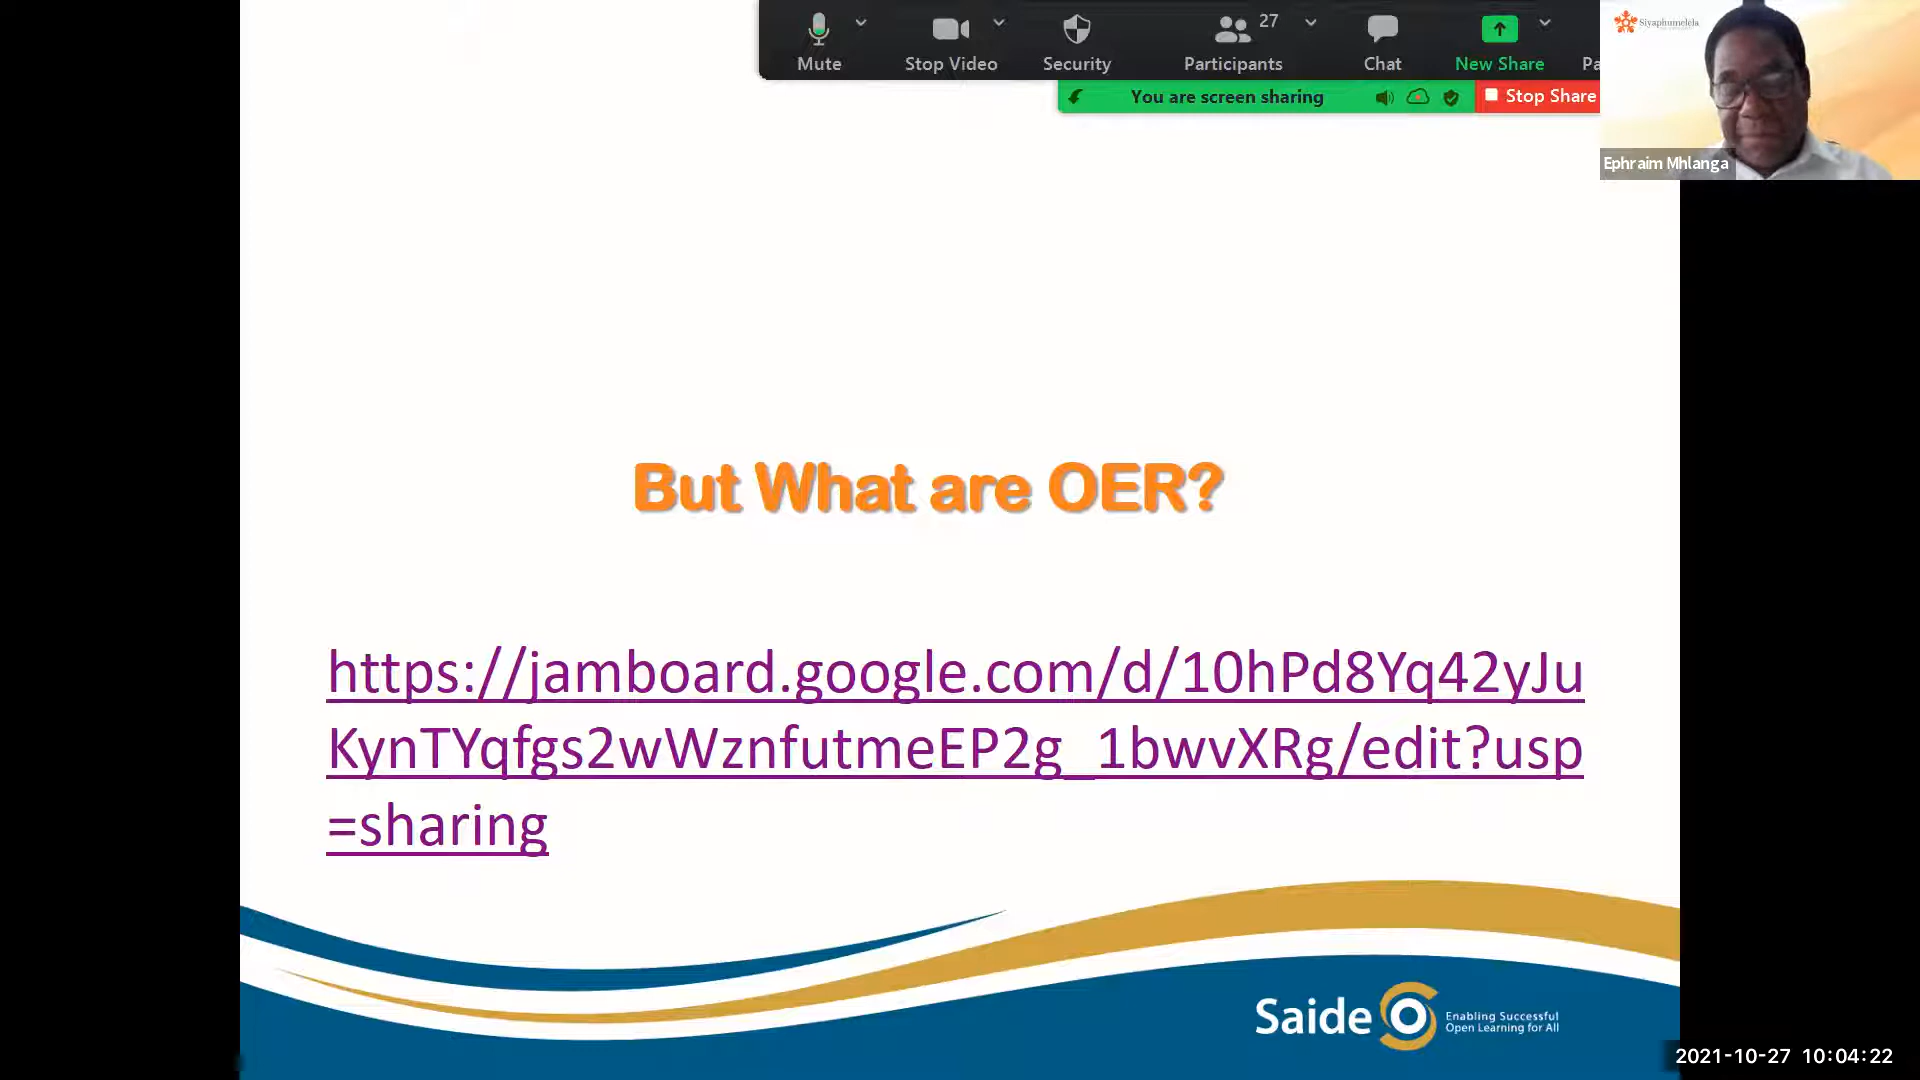 27
Mute
Stop Video
Security
Participants
Chat
New Share
Pa
You are screen sharing
Stop Share
Siyaphumelela
Ephraim Mhlanga
But What are OER?
https://jamboard.google.com/d/10hPd8Yq42yJu
KynTYqfgs2wWznfutmeEP2g_1bwvXRg/edit?usp
=sharing
Saide
Enabling Successful
Open Learning for All
2021-10-27 10:04:22